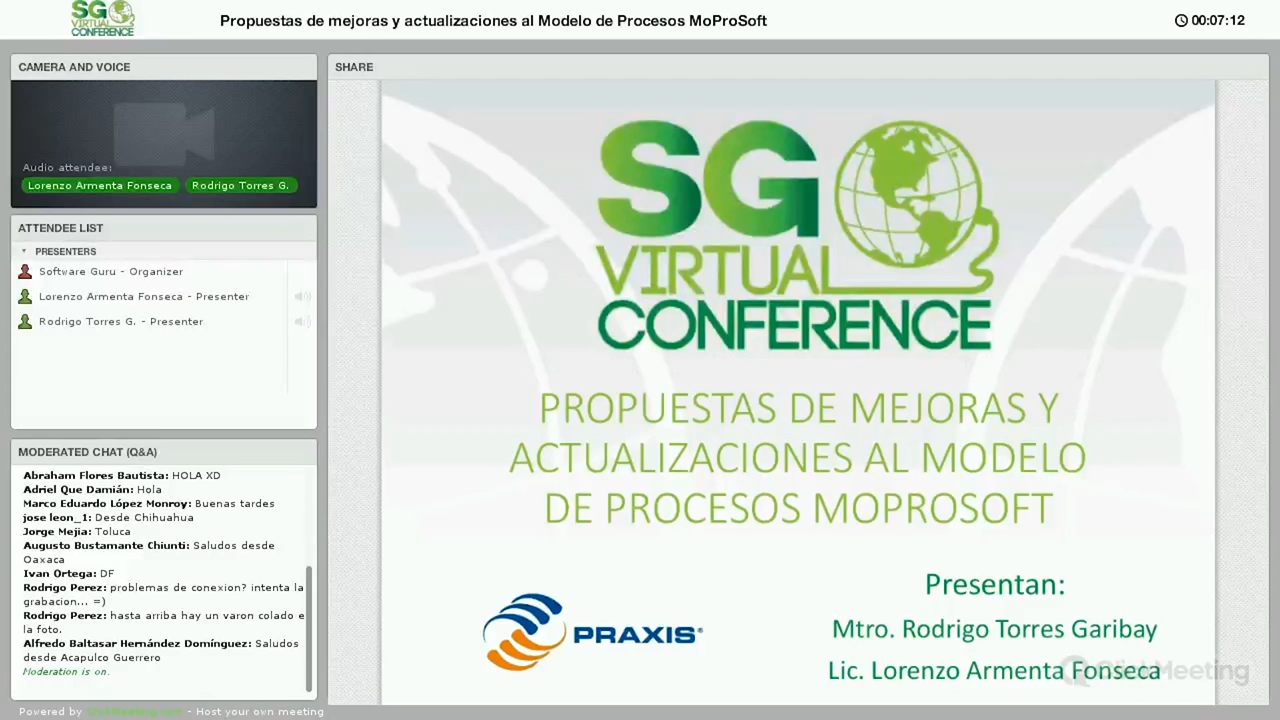 SG
VIRTUAL
CONFERENCE
Propuestas de mejoras y actualizaciones al Modelo de Procesos MoProSoft
00:07:12
CAMERA AND VOICE
Audio attendee:
Lorenzo Armenta Fonseca
Rodrigo Torres G.
ATTENDEE LIST
PRESENTERS
Software Guru - Organizer
Lorenzo Armenta Fonseca - Presenter
Rodrigo Torres G. - Presenter
MODERATED CHAT (Q&A)
Abraham Flores Bautista: HOLA XD
Adriel Que Damián: Hola
Marco Eduardo López Monroy: Buenas tardes
jose leon_1: Desde Chihuahua
Jorge Mejia: Toluca
Augusto Bustamante Chiunti: Saludos desde
Oaxaca
Ivan Ortega: DF
Rodrigo Perez: problemas de conexion? intenta la
grabacion... =)
Rodrigo Perez: hasta arriba hay un varon colado e
la foto.
Alfredo Baltasar Hernández Domínguez: Saludos
desde Acapulco Guerrero
Moderation is on.
Powered by ClickMeeting.com - Host your own meeting
SHARE
SG
VIRTUAL
CONFERENCE
PROPUESTAS DE MEJORAS Y
ACTUALIZACIONES AL MODELO
DE PROCESOS MOPROSOFT
PRAXIS®
Presentan:
Mtro. Rodrigo Torres Garibay
Lic. Lorenzo Armenta Fonseca
ClickMeeting